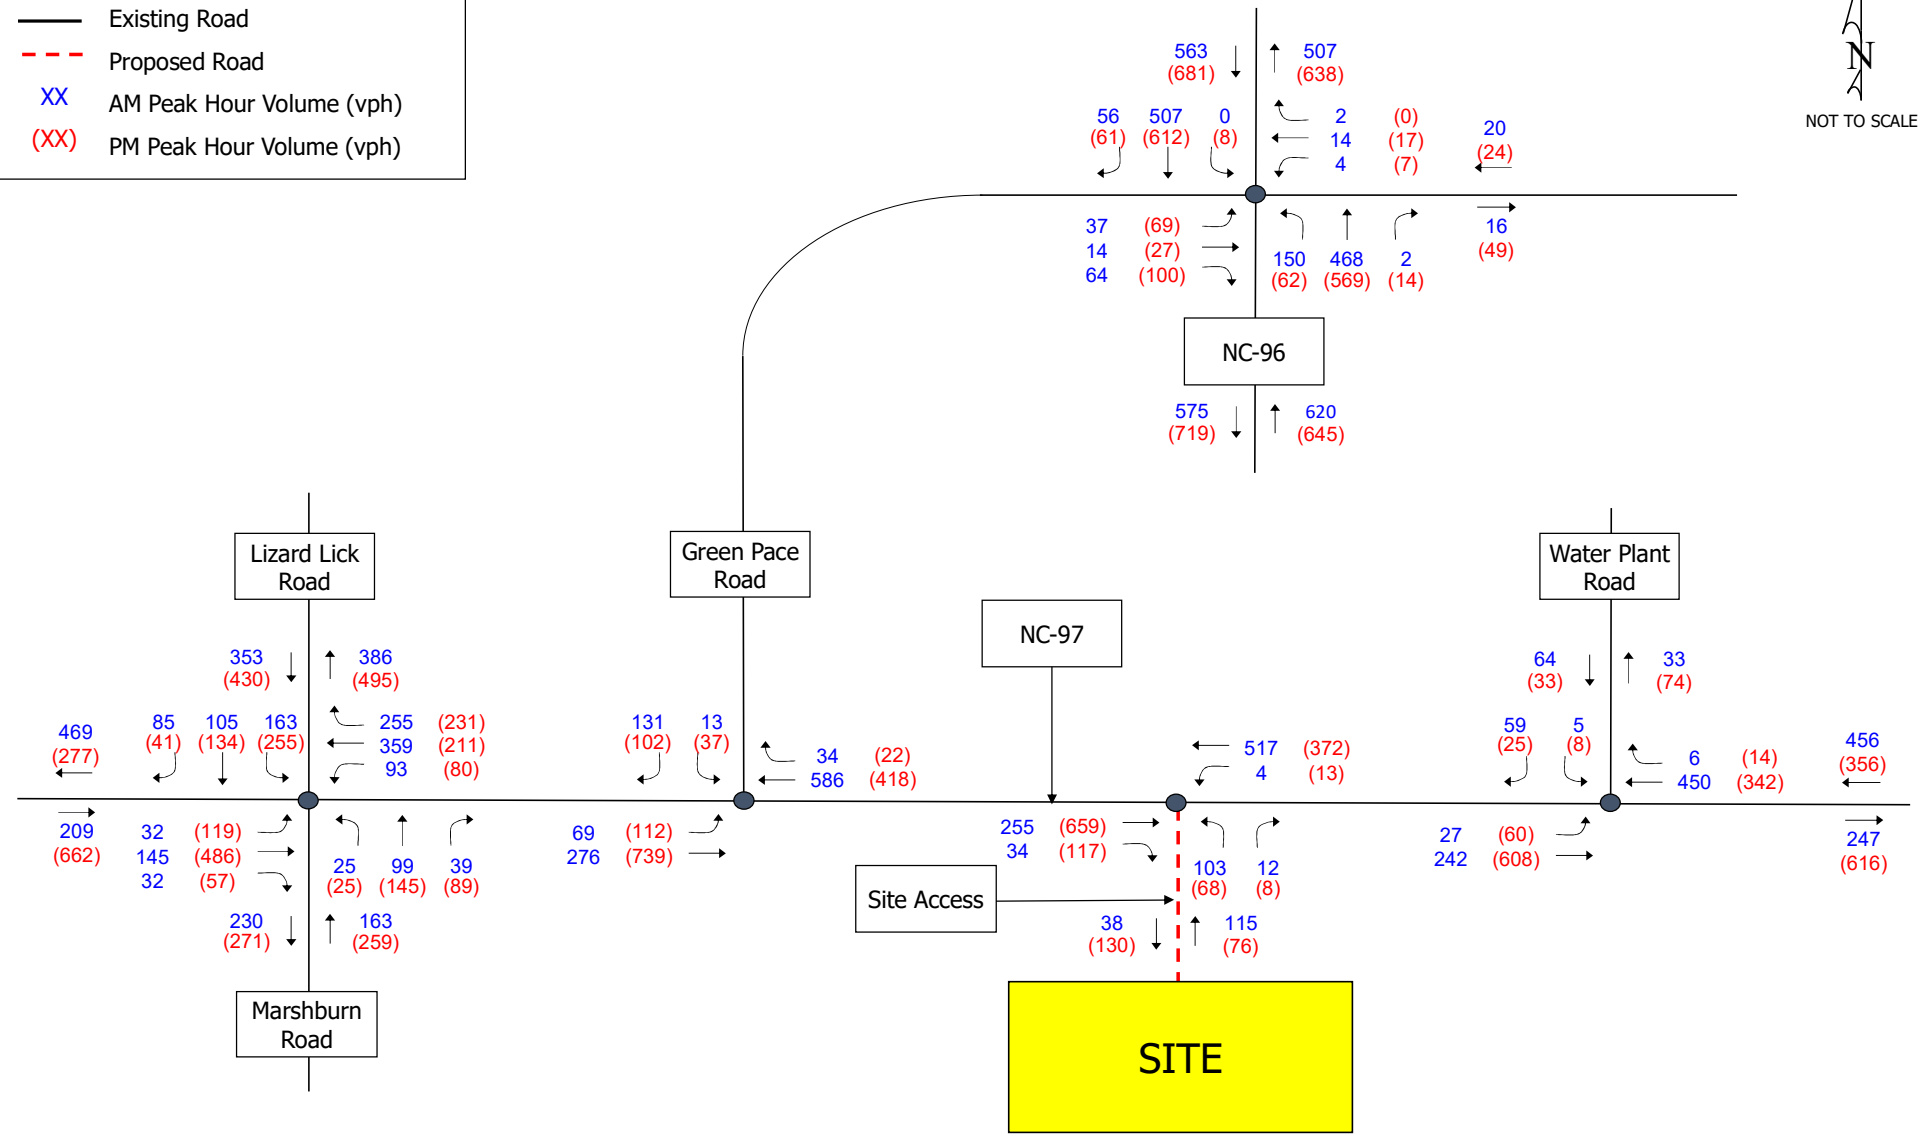 Existing Road
Proposed Road
XX AM Peak Hour Volume (vph)
(XX) PM Peak Hour Volume (vph)
N
NOT TO SCALE
563 507
(681) (638)
56 507 0 2 (0)
(61) (612) (8) 14 (17) 20
4 (7) (24)
37 (69) 16
14 (27) (49)
64 (100) 150 468 2
(62) (569) (14)
NC-96
575 620
(719) (645)
Lizard Lick
Road
Green Pace
Road
Water Plant
Road
NC-97
353 386
(430) (495)
64 33
(33) (74)
469 85 105 163 255 (231)
(277) (41) (134) (255) 359 (211)
93 (80)
131 13 34 (22)
(102) (37) 586 (418)
517 (372)
4 (13)
59 5 6 (14) 456
(25) (8) 450 (342) (356)
209 32 (119)
(662) 145 (486)
32 (57)
25 99 39
(25) (145) (89)
69 (112)
276 (739)
255 (659)
34 (117)
103 12
(68) (8)
27 (60) 247
242 (608) (616)
Site Access
230 163
(271) (259)
38 115
(130) (76)
Marshburn
Road
SITE